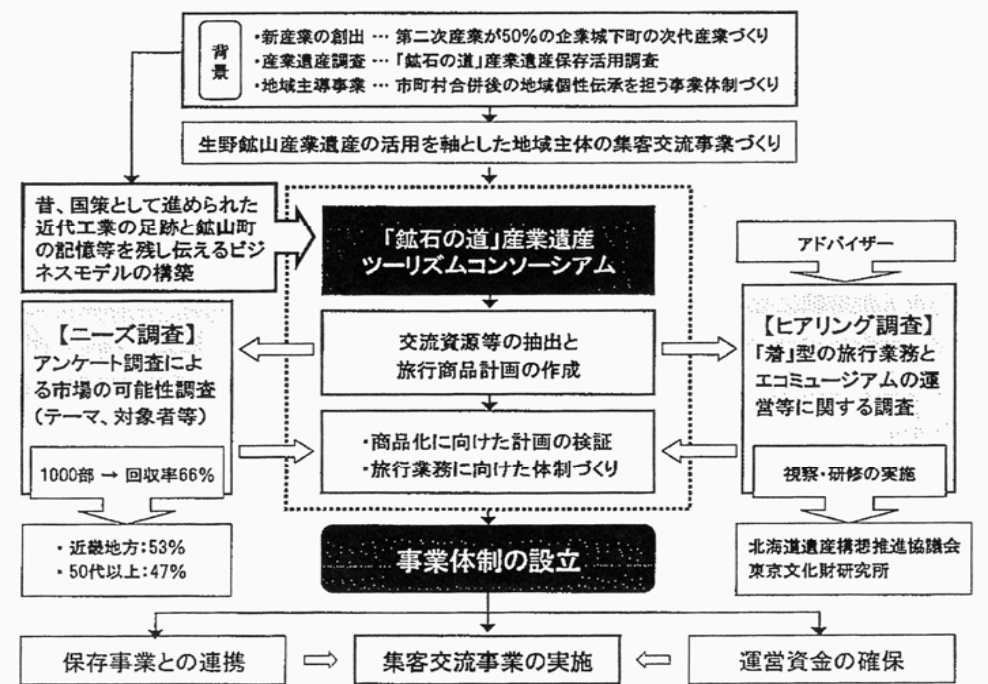 背景
・新産業の創出 … 第二次産業が50%の企業城下町の次代産業づくり
・産業遺産調査 … 「鉱石の道」産業遺産保存活用調査
・地域主導事業 … 市町村合併後の地域個性伝承を担う事業体制づくり
生野鉱山産業遺産の活用を軸とした地域主体の集客交流事業づくり
昔、国策として進められた
近代工業の足跡と鉱山町
の記憶等を残し伝えるビジ
ネスモデルの構築
「鉱石の道」産業遺産
ツーリズムコンソーシアム
アドバイザー
【ニーズ調査】
アンケート調査によ
る市場の可能性調査
(テーマ、対象者等)
1000部 → 回収率66%
・近畿地方:53%
・50代以上:47%
交流資源等の抽出と
旅行商品計画の作成
・商品化に向けた計画の検証
・旅行業務に向けた体制づくり
【ヒアリング調査】
「着」型の旅行業務と
エコミュージアムの運
営等に関する調査
視察・研修の実施
北海道遺産構想推進協議会
東京文化財研究所
事業体制の設立
保存事業との連携
集客交流事業の実施
運営資金の確保